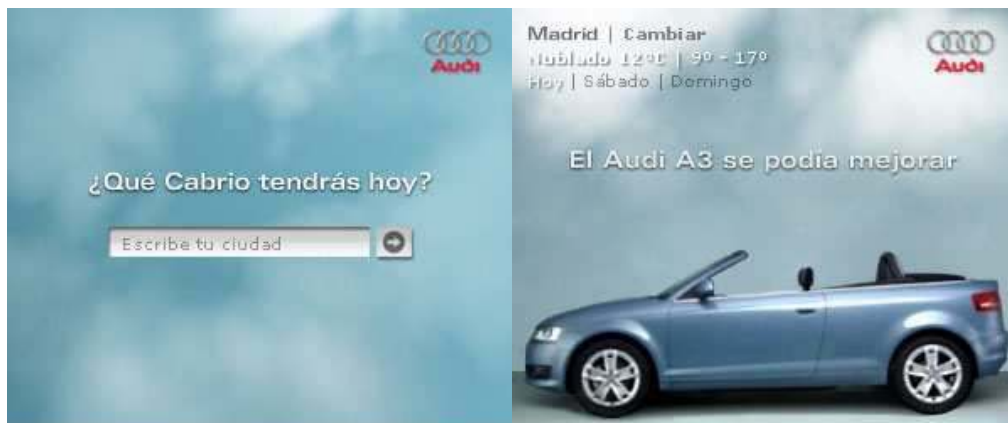 Audi
¿Qué Cabrio tendrás hoy?
Escribe tu ciudad
Madrid | Cambiar
Nublado 12ºC | 9º - 17º
Hoy | Sábado | Domingo
Audi
El Audi A3 se podía mejorar